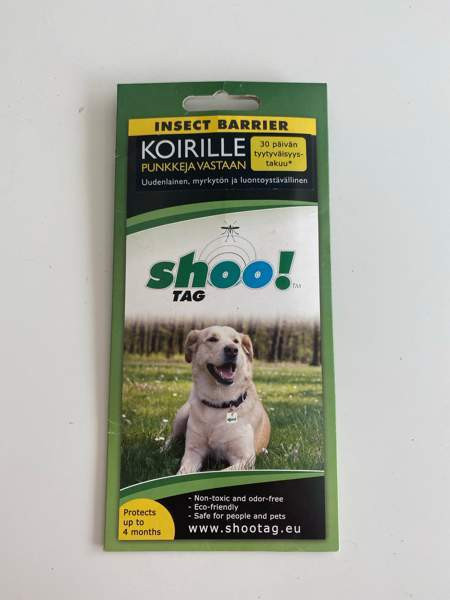 INSECT BARRIER
KOIRILLE
PUNKKEJA VASTAAN
Uudenlainen, myrkytön ja luontoystävällinen
30 päivän
tyytyväisyys-
takuu*
shoo!™
TAG
Protects
up to
4 months
- Non-toxic and odor-free
- Eco-friendly
- Safe for people and pets
www.shootag.eu